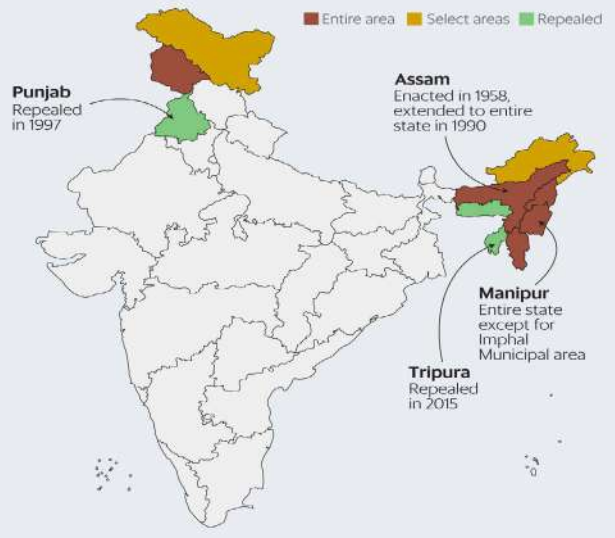 Entire area
Select areas
Repealed
Punjab
Repealed
in 1997
Assam
Enacted in 1958,
extended to entire
state in 1990
Manipur
Entire state
except for
Imphal
Municipal area
Tripura
Repealed
in 2015